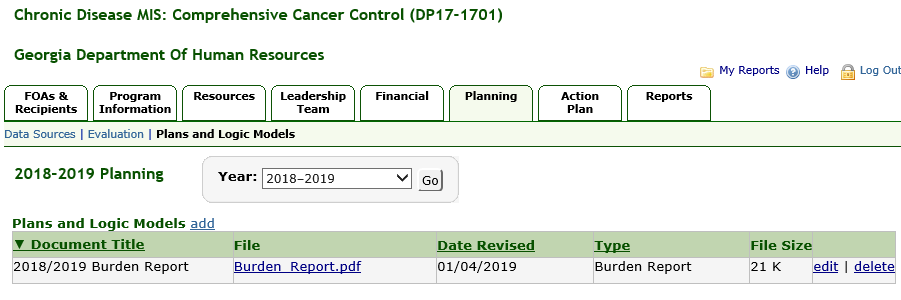 Chronic Disease MIS: Comprehensive Cancer Control (DP17-1701)
Georgia Department Of Human Resources
My Reports Help Log Out
FOAs & Recipients Program Information Resources Leadership Team Financial Planning Action Plan Reports
Data Sources | Evaluation | Plans and Logic Models
2018-2019 Planning Year: 2018–2019 Go
Plans and Logic Models add
▼ Document Title File Date Revised Type File Size
2018/2019 Burden Report Burden_Report.pdf 01/04/2019 Burden Report 21 K edit | delete